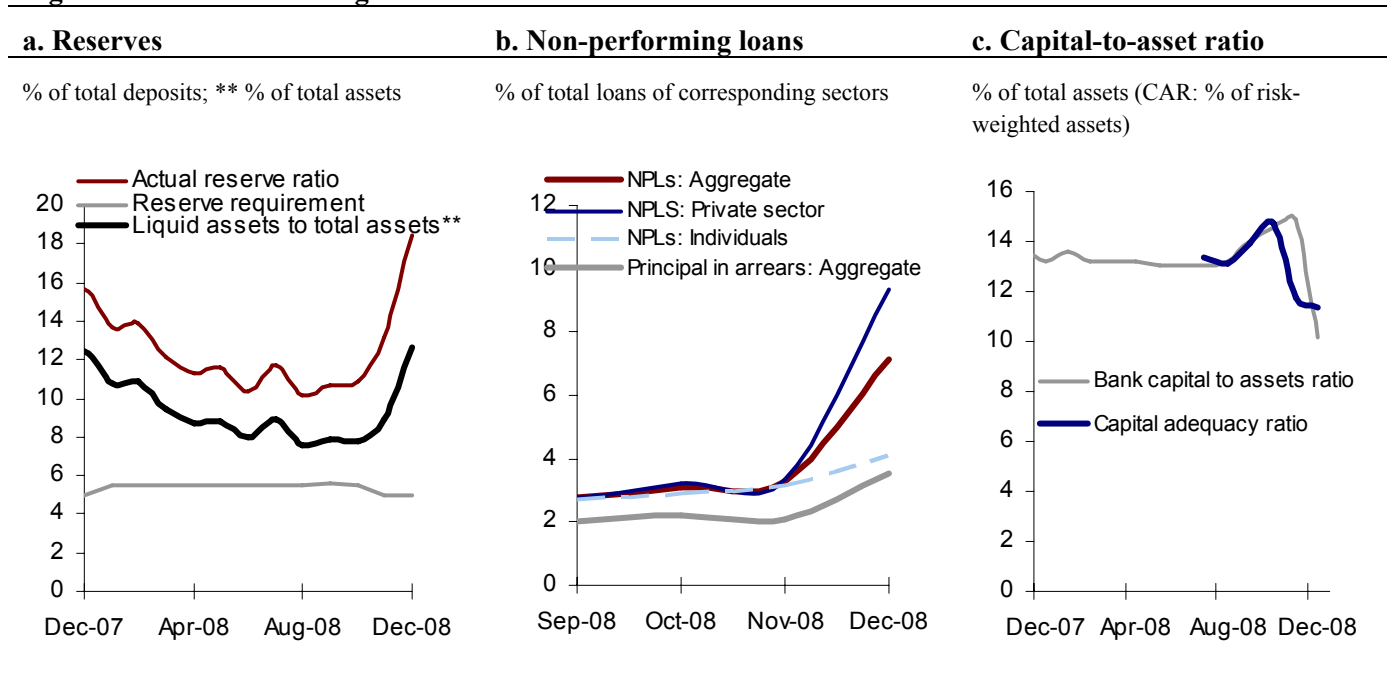 a. Reserves
b. Non-performing loans
c. Capital-to-asset ratio
% of total deposits; ** % of total assets
% of total loans of corresponding sectors
% of total assets (CAR: % of risk-
weighted assets)
Actual reserve ratio
Reserve requirement
Liquid assets to total assets**
20
18
16
14
12
10
8
6
4
2
0
Dec-07 Apr-08 Aug-08 Dec-08
NPLs: Aggregate
NPLS: Private sector
NPLs: Individuals
Principal in arrears: Aggregate
12
10
8
6
4
2
0
Sep-08 Oct-08 Nov-08 Dec-08
16
14
12
10
8
6
4
2
0
Bank capital to assets ratio
Capital adequacy ratio
Dec-07 Apr-08 Aug-08 Dec-08